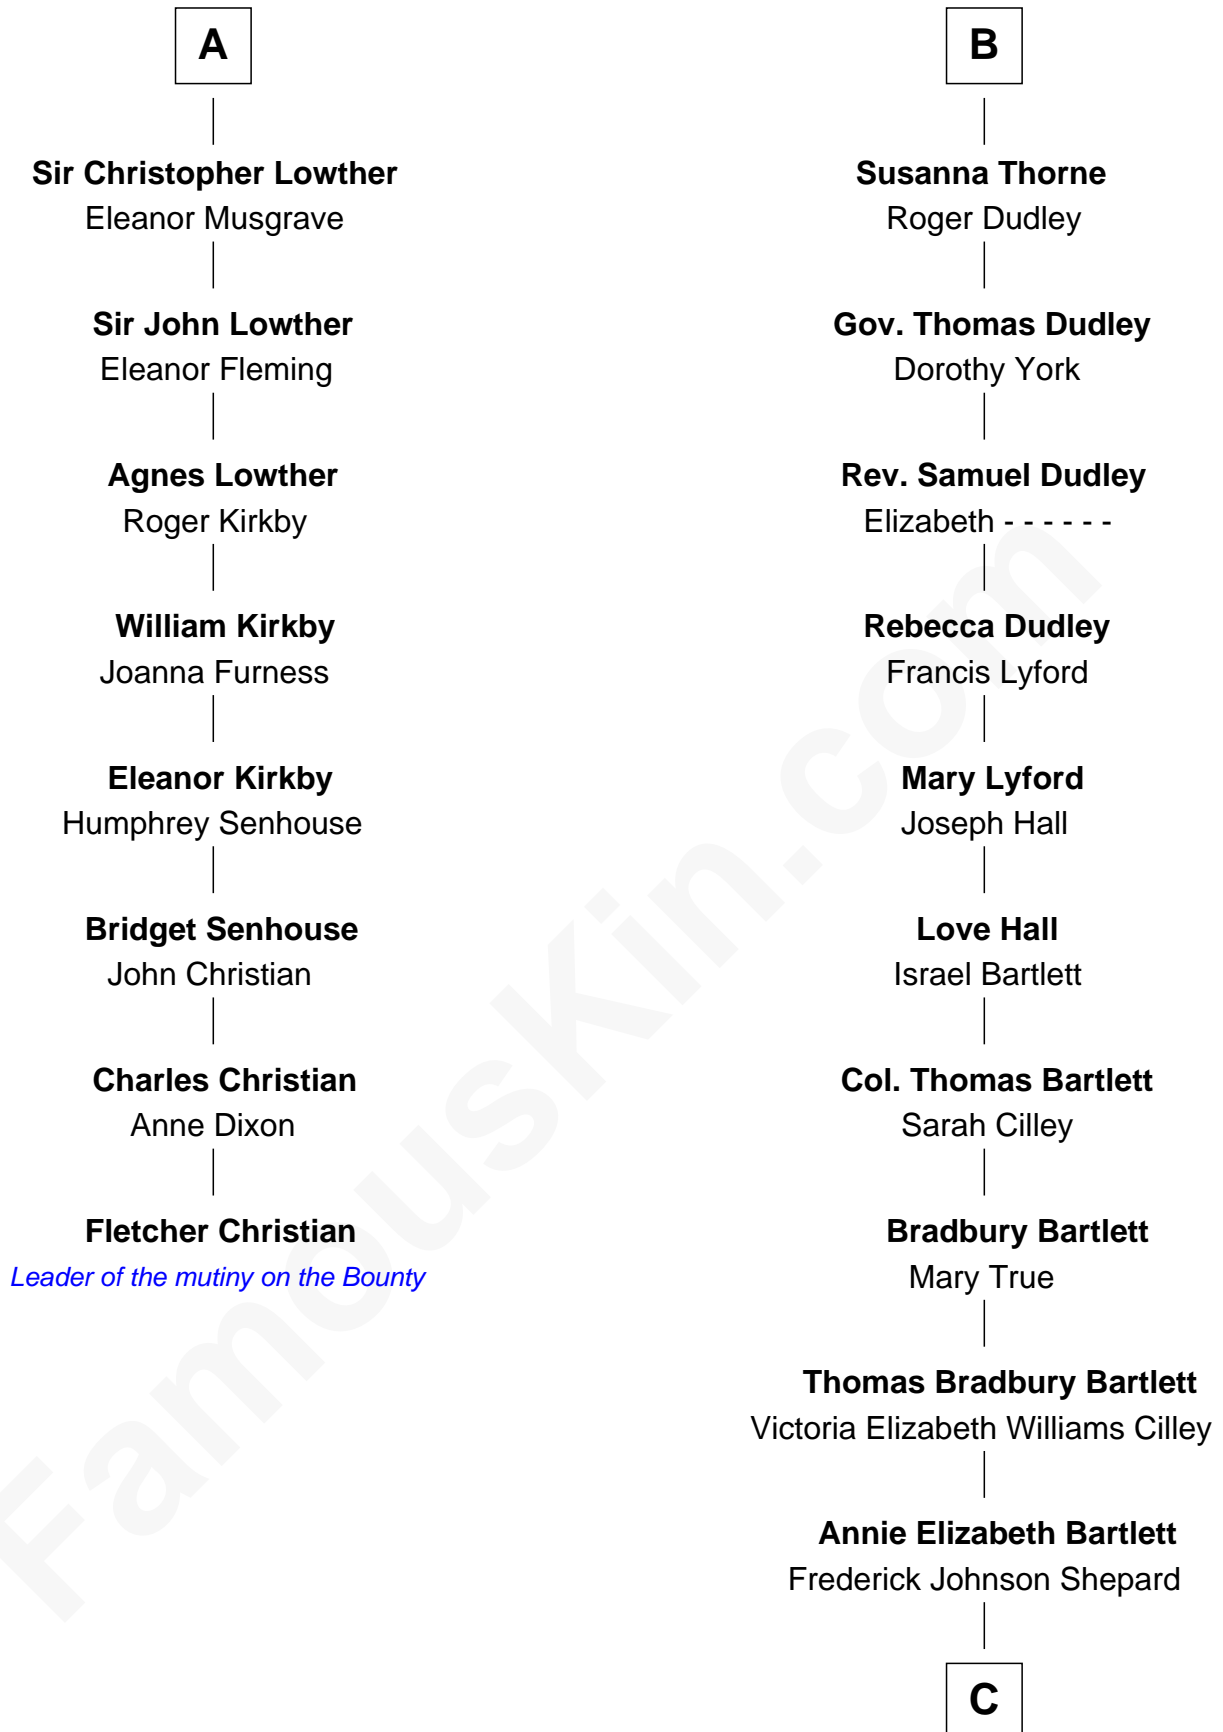 A
Sir Christopher Lowther
Eleanor Musgrave
Sir John Lowther
Eleanor Fleming
Agnes Lowther
Roger Kirkby
William Kirkby
Joanna Furness
Eleanor Kirkby
Humphrey Senhouse
Bridget Senhouse
John Christian
Charles Christian
Anne Dixon
Fletcher Christian
Leader of the mutiny on the Bounty
B
Susanna Thorne
Roger Dudley
Gov. Thomas Dudley
Dorothy York
Rev. Samuel Dudley
Elizabeth - - - - - -
Rebecca Dudley
Francis Lyford
Mary Lyford
Joseph Hall
Love Hall
Israel Bartlett
Col. Thomas Bartlett
Sarah Cilley
Bradbury Bartlett
Mary True
Thomas Bradbury Bartlett
Victoria Elizabeth Williams Cilley
Annie Elizabeth Bartlett
Frederick Johnson Shepard
C
FamousKin.com